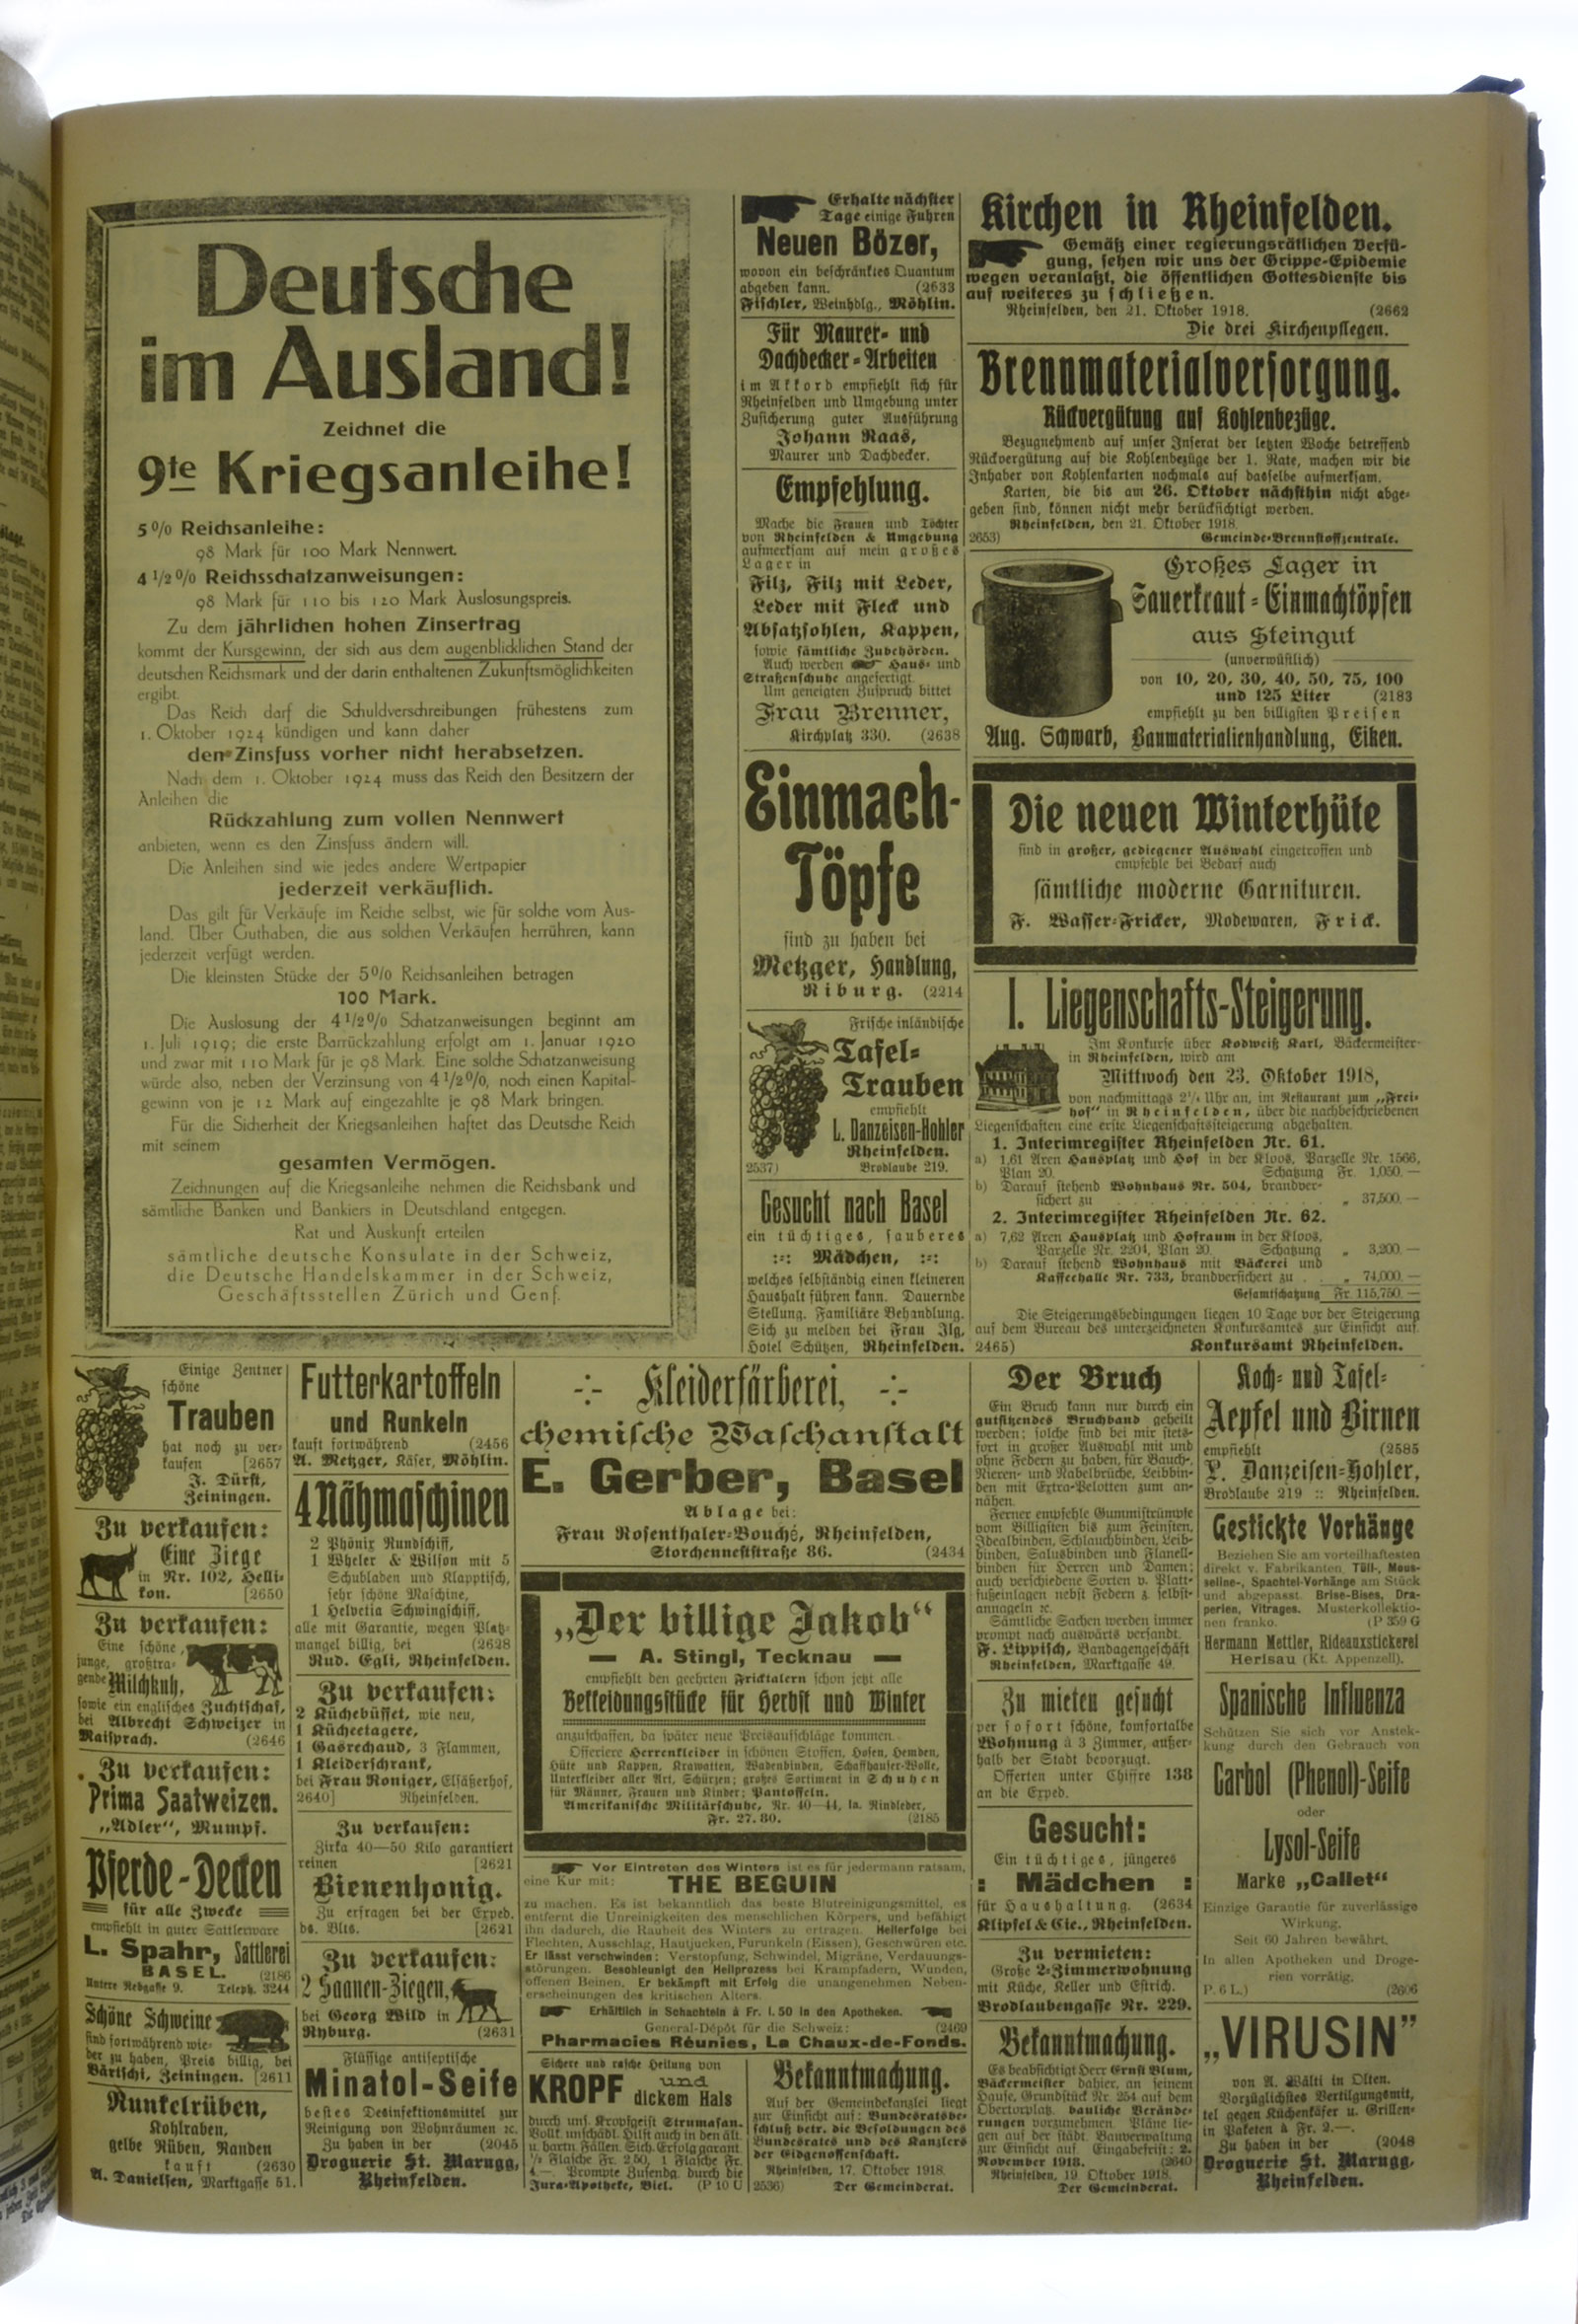 Deutsche
im Ausland!
Zeichnet die
9te Kriegsanleihe!
5% Reichsanleihe:
98 Mark für 100 Mark Nennwert.
4 1/2% Reichsschatzanweisungen:
98 Mark für 110 bis 120 Mark Auslosungspreis.
Zu dem jährlichen hohen Zinsertrag
kommt der Kursgewinn, der sich aus dem augenblicklichen Stand der
deutschen Reichsmark und der darin enthaltenen Zukunftsmöglichkeiten
ergibt.
Das Reich darf die Schuldverschreibungen frühestens zum
1. Oktober 1924 kündigen und kann daher
den Zinsfuss vorher nicht herabsetzen.
Nach dem 1. Oktober 1924 muss das Reich den Besitzern der
Anleihen die
Rückzahlung zum vollen Nennwert
anbieten, wenn es den Zinsfuss ändern will.
Die Anleihen sind wie jedes andere Wertpapier
jederzeit verkäuflich.
Das gilt für Verkäufe im Reiche selbst, wie für solche vom Aus-
land. Über Guthaben, die aus solchen Verkäufen herrühren, kann
jederzeit verfügt werden.
Die kleinsten Stücke der 5% Reichsanleihen betragen
100 Mark.
Die Auslosung der 4 1/2% Schatzanweisungen beginnt am
1. Juli 1919; die erste Barrückzahlung erfolgt am 1. Januar 1920
und zwar mit 110 Mark für je 98 Mark. Eine solche Schatzanweisung
würde also, neben der Verzinsung von 4 1/2%, noch einen Kapital-
gewinn von je 12 Mark auf eingezahlte je 98 Mark bringen.
Für die Sicherheit der Kriegsanleihen haftet das Deutsche Reich
mit seinem
gesamten Vermögen.
Zeichnungen auf die Kriegsanleihe nehmen die Reichsbank und
sämtliche Banken und Bankiers in Deutschland entgegen.
Rat und Auskunft erteilen
sämtliche deutsche Konsulate in der Schweiz,
die Deutsche Handelskammer in der Schweiz,
Geschäftsstellen Zürich und Genf.
Erhalte nächster
Tage einige Fuhren
Neuen Bözer,
wovon ein beschränktes Quantum
abgeben kann. (2633
Fischler, Weinhdlg., Möhlin.
Für Maurer- und
Dachdecker-Arbeiten
im Akkord empfiehlt sich für
Rheinfelden und Umgebung unter
Zusicherung guter Ausführung
Johann Raas,
Maurer und Dachdecker.
Empfehlung.
Mache die Frauen und Töchter
von Rheinfelden & Umgebung
aufmerksam auf mein großes
Lager in
Filz, Filz mit Leder,
Leder mit Fleck und
Absatzsohlen, Kappen,
sowie sämtliche Zubehörden.
Auch werden Haus- und
Straßenschuhe angefertigt.
Um geneigten Zuspruch bittet
Frau Brenner,
Kirchplatz 330. (2638
Einmach-
Töpfe
sind zu haben bei
Metzger, Handlung,
Riburg. (2214
Frische inländische
Tafel-
Trauben
empfiehlt
L. Danzeisen-Hohler
Rheinfelden.
2537) Brodlaube 219.
Gesucht nach Basel
ein tüchtiges, sauberes
:-: Mädchen, :-:
welches selbständig einen kleineren
Haushalt führen kann. Dauernde
Stellung. Familiäre Behandlung.
Sich zu melden bei Frau Ilg,
Hotel Schützen, Rheinfelden.
Kirchen in Rheinfelden.
Gemäß einer regierungsrätlichen Verfü-
gung, sehen wir uns der Grippe-Epidemie
wegen veranlaßt, die öffentlichen Gottesdienste bis
auf weiteres zu schließen.
Rheinfelden, den 21. Oktober 1918. (2662
Die drei Kirchenpflegen.
Brennmaterialversorgung.
Rückvergütung auf Kohlenbezüge.
Bezugnehmend auf unser Inserat der letzten Woche betreffend
Rückvergütung auf die Kohlenbezüge der 1. Rate, machen wir die
Inhaber von Kohlenkarten nochmals auf dasselbe aufmerksam.
Karten, die bis am 26. Oktober nächsthin nicht abge-
geben sind, können nicht mehr berücksichtigt werden.
Rheinfelden, den 21. Oktober 1918.
2653) Gemeinde-Brennstoffzentrale.
Großes Lager in
Sauerkraut-Einmachtöpfen
aus Steingut
(unverwüstlich)
von 10, 20, 30, 40, 50, 75, 100
und 125 Liter (2183
empfiehlt zu den billigsten Preisen
Aug. Schwarb, Baumaterialienhandlung, Eiken.
Die neuen Winterhüte
sind in großer, gediegener Auswahl eingetroffen und
empfehle bei Bedarf auch
sämtliche moderne Garnituren.
F. Wasser-Fricker, Modewaren, Frick.
I. Liegenschafts-Steigerung.
Im Konkurse über Kodweiß Karl, Bäckermeister
in Rheinfelden, wird am
Mittwoch den 23. Oktober 1918,
von nachmittags 2 1/4 Uhr an, im Restaurant zum „Frei-
hof" in Rheinfelden, über die nachbeschriebenen
Liegenschaften eine erste Liegenschaftssteigerung abgehalten.
1. Interimregister Rheinfelden Nr. 61.
a) 1,61 Aren Hausplatz und Hof in der Kloos, Parzelle Nr. 1566,
Plan 20. Schatzung Fr. 1,050.—
b) Darauf stehend Wohnhaus Nr. 504, brandver-
sichert zu . . . „ 37,500.—
2. Interimregister Rheinfelden Nr. 62.
a) 7,62 Aren Hausplatz und Hofraum in der Kloos,
Parzelle Nr. 2204, Plan 20. Schatzung „ 3,200.—
b) Darauf stehend Wohnhaus mit Bäckerei und
Kaffeehalle Nr. 733, brandversichert zu . . „ 74,000.—
Gesamtschatzung Fr. 115,750.—
Die Steigerungsbedingungen liegen 10 Tage vor der Steigerung
auf dem Bureau des unterzeichneten Konkursamtes zur Einsicht auf.
2465) Konkursamt Rheinfelden.
Einige Zentner
schöne
Trauben
hat noch zu ver-
kaufen [2657
J. Dürst,
Zeiningen.
Zu verkaufen:
Eine Ziege
in Nr. 102, Helli-
kon. [2650
Zu verkaufen:
Eine schöne,
junge, großtra-
gende Milchkuh,
sowie ein englisches Zuchtschaf,
bei Albrecht Schweizer in
Maisprach. (2646
Zu verkaufen:
Prima Saatweizen.
„Adler", Mumpf.
Pferde-Decken
für alle Zwecke
empfiehlt in guter Sattlerware
L. Spahr, Sattlerei
BASEL. (2186
Untere Rebgasse 9. Teleph. 3244
Schöne Schweine
sind fortwährend wie-
der zu haben, Preis billig, bei
Bärtschi, Zeiningen. [2611
Runkelrüben,
Kohlraben,
gelbe Rüben, Randen
kauft (2630
A. Danielsen, Marktgasse 51.
Futterkartoffeln
und Runkeln
kauft fortwährend (2456
A. Metzger, Käser, Möhlin.
4 Nähmaschinen
2 Phönix Rundschiff,
1 Wheler & Wilson mit 5
Schubladen und Klapptisch,
sehr schöne Maschine,
1 Helvetia Schwingschiff,
alle mit Garantie, wegen Platz-
mangel billig, bei (2628
Rud. Egli, Rheinfelden.
Zu verkaufen:
2 Küchebüffet, wie neu,
1 Kücheetagere,
1 Gasrechaud, 3 Flammen,
1 Kleiderschrank,
bei Frau Roniger, Elsäßerhof,
2640] Rheinfelden.
Zu verkaufen:
Zirka 40—50 Kilo garantiert
reinen [2621
Bienenhonig.
Zu erfragen bei der Exped.
ds. Blts. [2621
Zu verkaufen:
2 Saanen-Ziegen,
bei Georg Wild in
Ryburg. (2631
Flüssige antiseptische
Minatol-Seife
bestes Desinfektionsmittel zur
Reinigung von Wohnräumen ꝛc.
Zu haben in der (2045
Droguerie St. Marugg,
Rheinfelden.
Kleiderfärberei,
chemische Waschanstalt
E. Gerber, Basel
Ablage bei:
Frau Rosenthaler-Bouché, Rheinfelden,
Storchenneststraße 86. (2434
„Der billige Jakob"
— A. Stingl, Tecknau —
empfiehlt den geehrten Fricktalern schon jetzt alle
Bekleidungsstücke für Herbst und Winter
anzuschaffen, da später neue Preisaufschläge kommen.
Offeriere Herrenkleider in schönen Stoffen, Hosen, Hemden,
Hüte und Kappen, Krawatten, Wadenbinden, Schaffhauser-Wolle,
Unterkleider aller Art, Schürzen; großes Sortiment in Schuhen
für Männer, Frauen und Kinder; Pantoffeln.
Amerikanische Militärschuhe, Nr. 40—44, Ia. Rindleder,
Fr. 27.80. (2185
Vor Eintreten des Winters ist es für jedermann ratsam,
eine Kur mit: THE BEGUIN
zu machen. Es ist bekanntlich das beste Blutreinigungsmittel, es
entfernt die Unreinigkeiten des menschlichen Körpers, und befähigt
ihn dadurch, die Rauheit des Winters zu ertragen. Heilerfolge bei
Flechten, Ausschlag, Hautjucken, Furunkeln (Eissen), Geschwüren etc.
Er lässt verschwinden: Verstopfung, Schwindel, Migräne, Verdauungs-
störungen. Beschleunigt den Heilprozess bei Krampfadern, Wunden,
offenen Beinen. Er bekämpft mit Erfolg die unangenehmen Neben-
erscheinungen des kritischen Alters.
Erhältlich in Schachteln à Fr. 1.50 in den Apotheken.
General-Dépôt für die Schweiz: (2469
Pharmacies Réunies, La Chaux-de-Fonds.
Sichere und rasche Heilung von
KROPF und
dickem Hals
durch uns. Kropfgeist Strumasan.
Vollk. unschädl. Hilft auch in den ält.
u. hartn. Fällen. Sich. Erfolg garant.
1/2 Flasche Fr. 2.50, 1 Flasche Fr.
4.—. Prompte Zusendg. durch die
Jura-Apotheke, Biel. (P 10 U
Bekanntmachung.
Auf der Gemeindekanzlei liegt
zur Einsicht auf: Bundesratsbe-
schluß betr. die Besoldungen des
Bundesrates und des Kanzlers
der Eidgenossenschaft.
Rheinfelden, 17. Oktober 1918.
2536) Der Gemeinderat.
Der Bruch
Ein Bruch kann nur durch ein
gutsitzendes Bruchband geheilt
werden; solche sind bei mir stets-
fort in großer Auswahl mit und
ohne Federn zu haben, für Bauch-,
Nieren- und Nabelbrüche, Leibbin-
den mit Extra-Pelotten zum an-
nähen.
Ferner empfehle Gummistrümpfe
vom Billigsten bis zum Feinsten,
Idealbinden, Schlauchbinden, Leib-
binden, Salusbinden und Flanell-
binden für Herren und Damen;
auch verschiedene Sorten v. Platt-
fußeinlagen nebst Federn z. selbst-
annageln ꝛc.
Sämtliche Sachen werden immer
prompt nach auswärts versandt.
F. Lippisch, Bandagengeschäft
Rheinfelden, Marktgasse 49.
Zu mieten gesucht
per sofort schöne, komfortalbe
Wohnung à 3 Zimmer, außer-
halb der Stadt bevorzugt.
Offerten unter Chiffre 138
an die Exped.
Gesucht:
Ein tüchtiges, jüngeres
: Mädchen :
für Haushaltung. (2634
Klipfel & Cie., Rheinfelden.
Zu vermieten:
Große 2-Zimmerwohnung
mit Küche, Keller und Estrich.
Brodlaubengasse Nr. 229.
Bekanntmachung.
Es beabsichtigt Herr Ernst Blum,
Bäckermeister dahier, an seinem
Hause, Grundstück Nr. 254 auf dem
Obertorplatz, bauliche Verände-
rungen vorzunehmen. Pläne lie-
gen auf der städt. Bauverwaltung
zur Einsicht auf. Eingabefrist: 2.
November 1918. (2640
Rheinfelden, 19. Oktober 1918.
Der Gemeinderat.
Koch- und Tafel-
Aepfel und Birnen
empfiehlt (2585
L. Danzeisen-Hohler,
Brodlaube 219 :: Rheinfelden.
Gestickte Vorhänge
Beziehen Sie am vorteilhaftesten
direkt v. Fabrikanten. Tüll-, Mous-
seline-, Spachtel-Vorhänge am Stück
und abgepasst. Brise-Bises, Dra-
perien, Vitrages. Musterkollektio-
nen franko. (P 359 G
Hermann Mettler, Rideauxstickerei
Herisau (Kt. Appenzell).
Spanische Influenza
Schützen Sie sich vor Anstek-
kung durch den Gebrauch von
Carbol (Phenol)-Seife
oder
Lysol-Seife
Marke „Callet"
Einzige Garantie für zuverlässige
Wirkung.
Seit 60 Jahren bewährt.
In allen Apotheken und Droge-
rien vorrätig.
P. 6 L.) (2606
„VIRUSIN"
von A. Wälti in Olten.
Vorzüglichstes Vertilgungsmit-
tel gegen Küchenkäfer u. Grillen-
in Paketen à Fr. 2.—.
Zu haben in der (2048
Droguerie St. Marugg,
Rheinfelden.